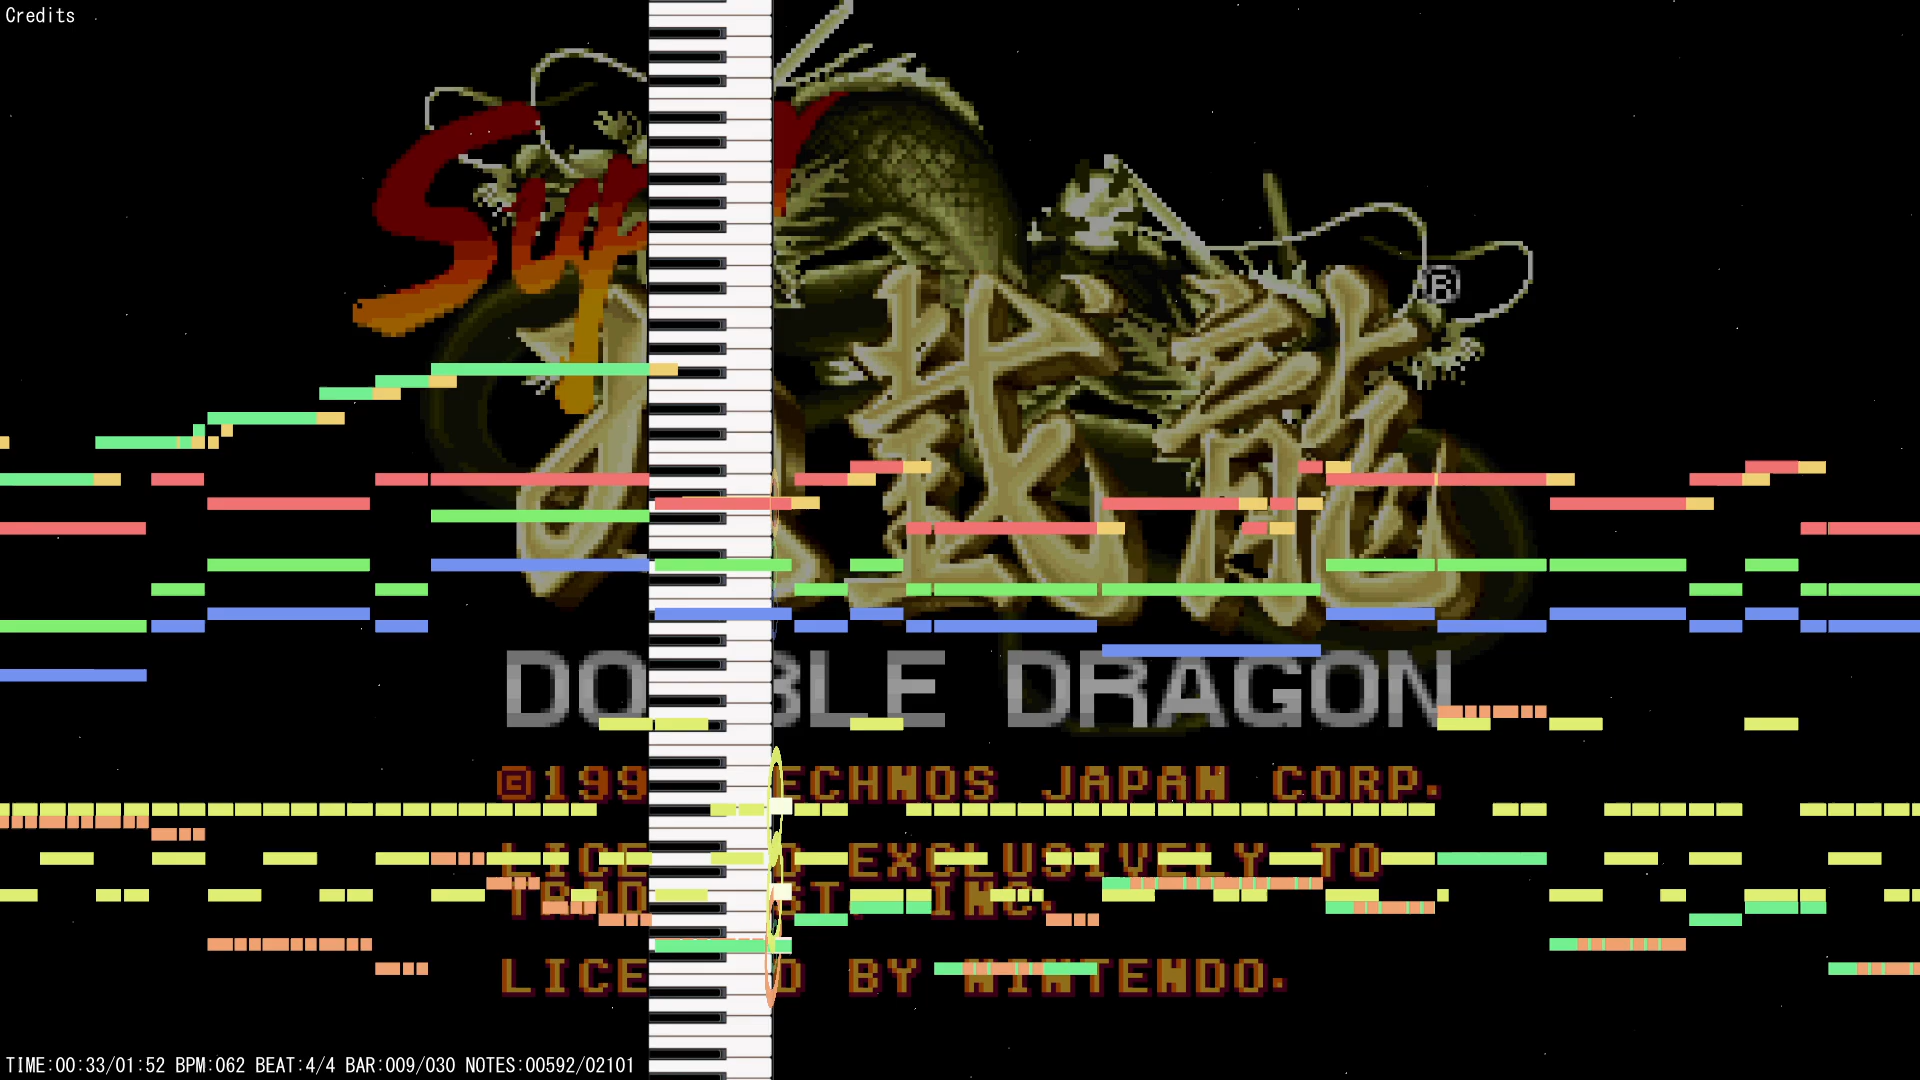 Credits
Sup
R
DO BLE DRAGON
©199 ECHNOS JAPAN CORP.
LICE D EXCLUSIVELY TO
TRAD ST INC.
LICE D BY NINTENDO.
TIME:00:33/01:52 BPM:062 BEAT:4/4 BAR:009/030 NOTES:00592/02101